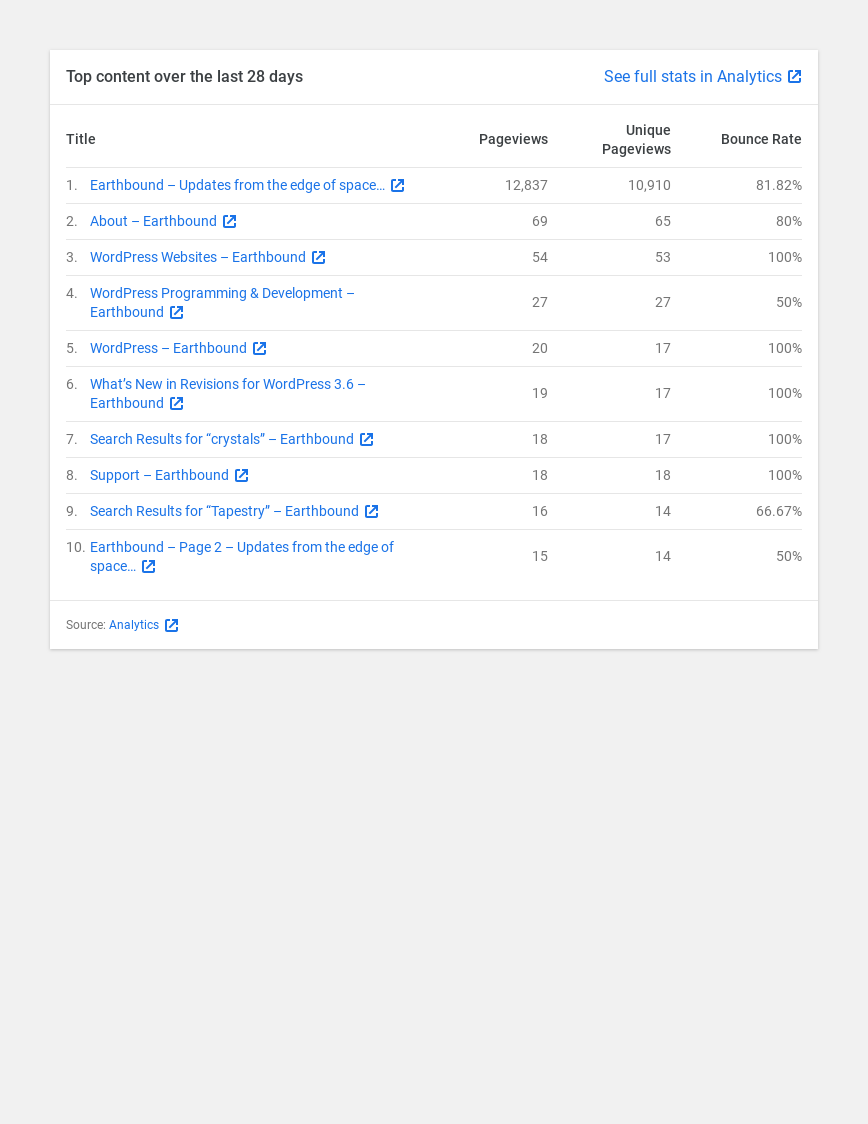 Top content over the last 28 days See full stats in Analytics
Title Pageviews Unique Pageviews Bounce Rate
1. Earthbound – Updates from the edge of space… 12,837 10,910 81.82%
2. About – Earthbound 69 65 80%
3. WordPress Websites – Earthbound 54 53 100%
4. WordPress Programming & Development –
Earthbound 27 27 50%
5. WordPress – Earthbound 20 17 100%
6. What’s New in Revisions for WordPress 3.6 –
Earthbound 19 17 100%
7. Search Results for “crystals” – Earthbound 18 17 100%
8. Support – Earthbound 18 18 100%
9. Search Results for “Tapestry” – Earthbound 16 14 66.67%
10. Earthbound – Page 2 – Updates from the edge of
space… 15 14 50%
Source: Analytics